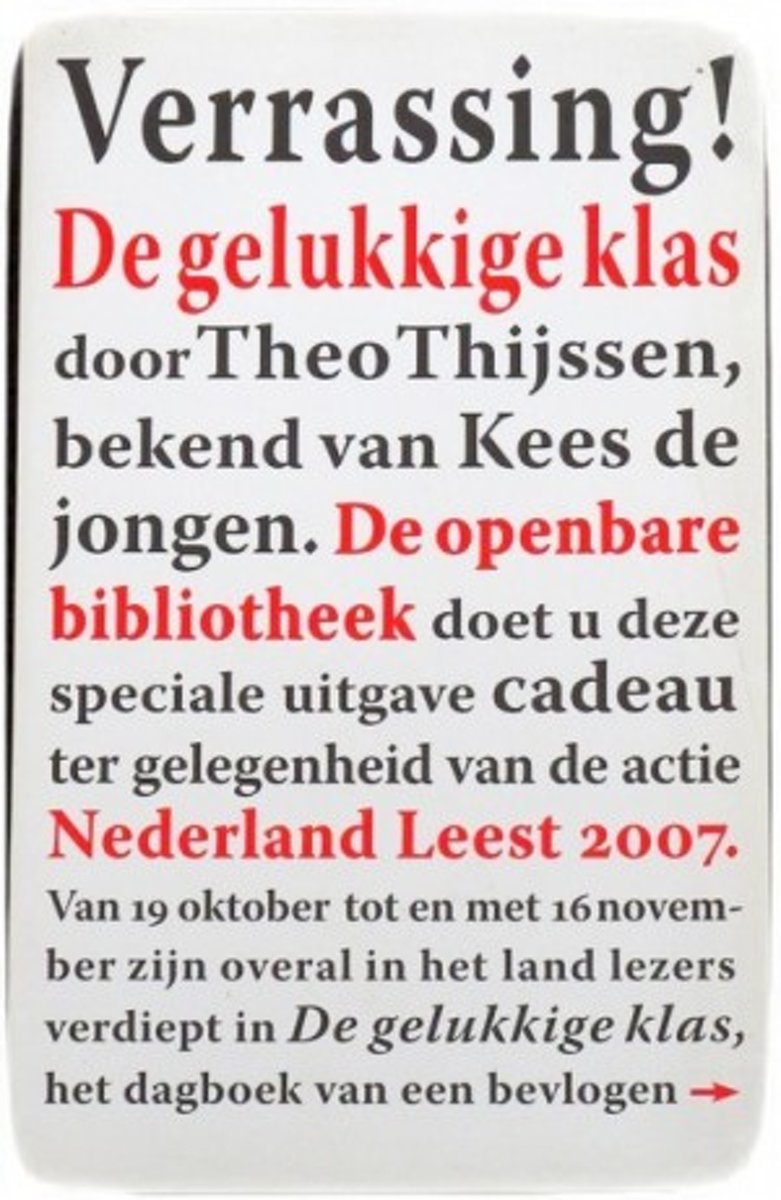 Verrassing!
De gelukkige klas
door Theo Thijssen,
bekend van Kees de
jongen. De openbare
bibliotheek doet u deze
speciale uitgave cadeau
ter gelegenheid van de actie
Nederland Leest 2007.
Van 19 oktober tot en met 16 novem-
ber zijn overal in het land lezers
verdiept in De gelukkige klas,
het dagboek van een bevlogen →